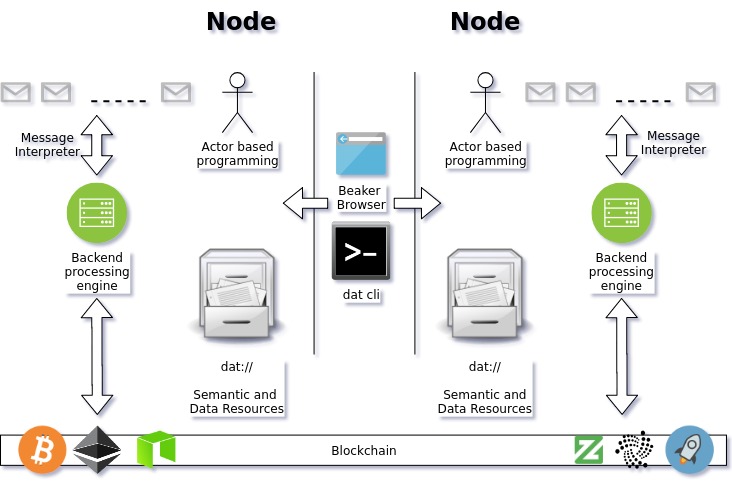 Node
Node
Message
Interpreter
Actor based
programming
Beaker
Browser
Actor based
programming
Message
Interpreter
Backend
processing
engine
>–
dat cli
Backend
processing
engine
dat://
Semantic and
Data Resources
dat://
Semantic and
Data Resources
Blockchain